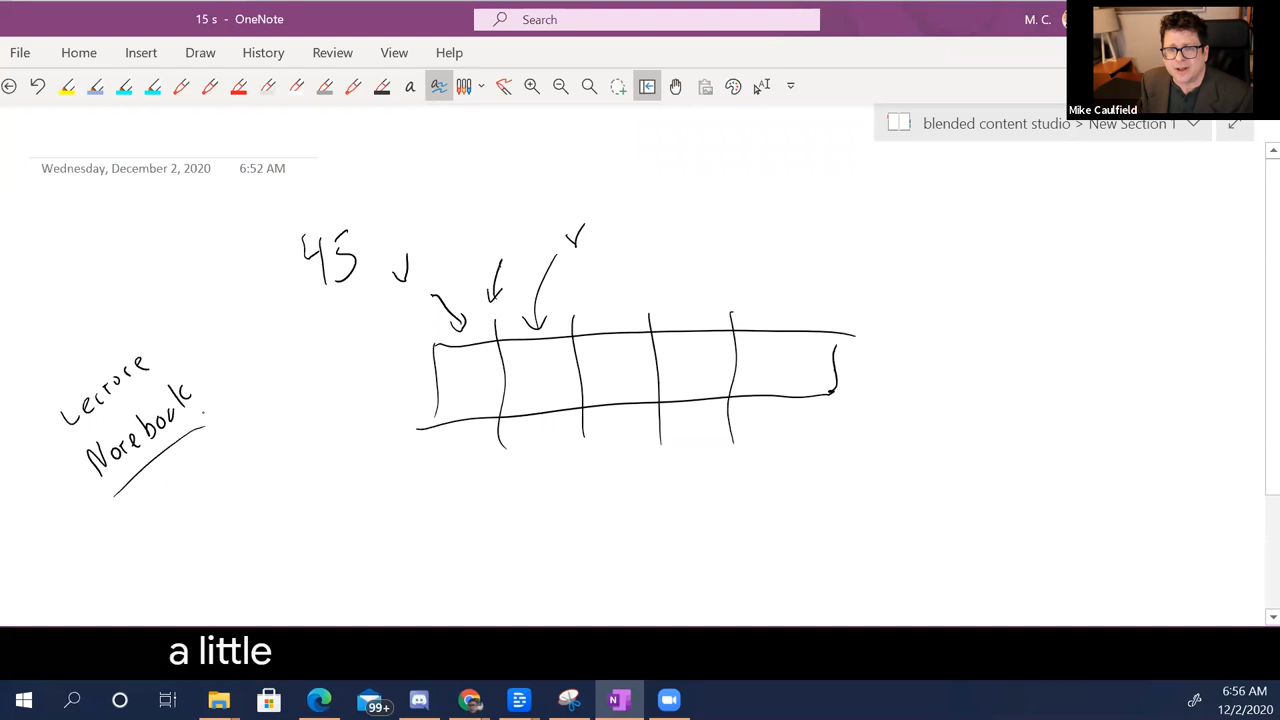 15 s - OneNote
Search
M. C.
File Home Insert Draw History Review View Help
Mike Caulfield
blended content studio > New Section 1
Wednesday, December 2, 2020 6:52 AM
45
Lecture
Notebook
a little
99+
6:56 AM
12/2/2020